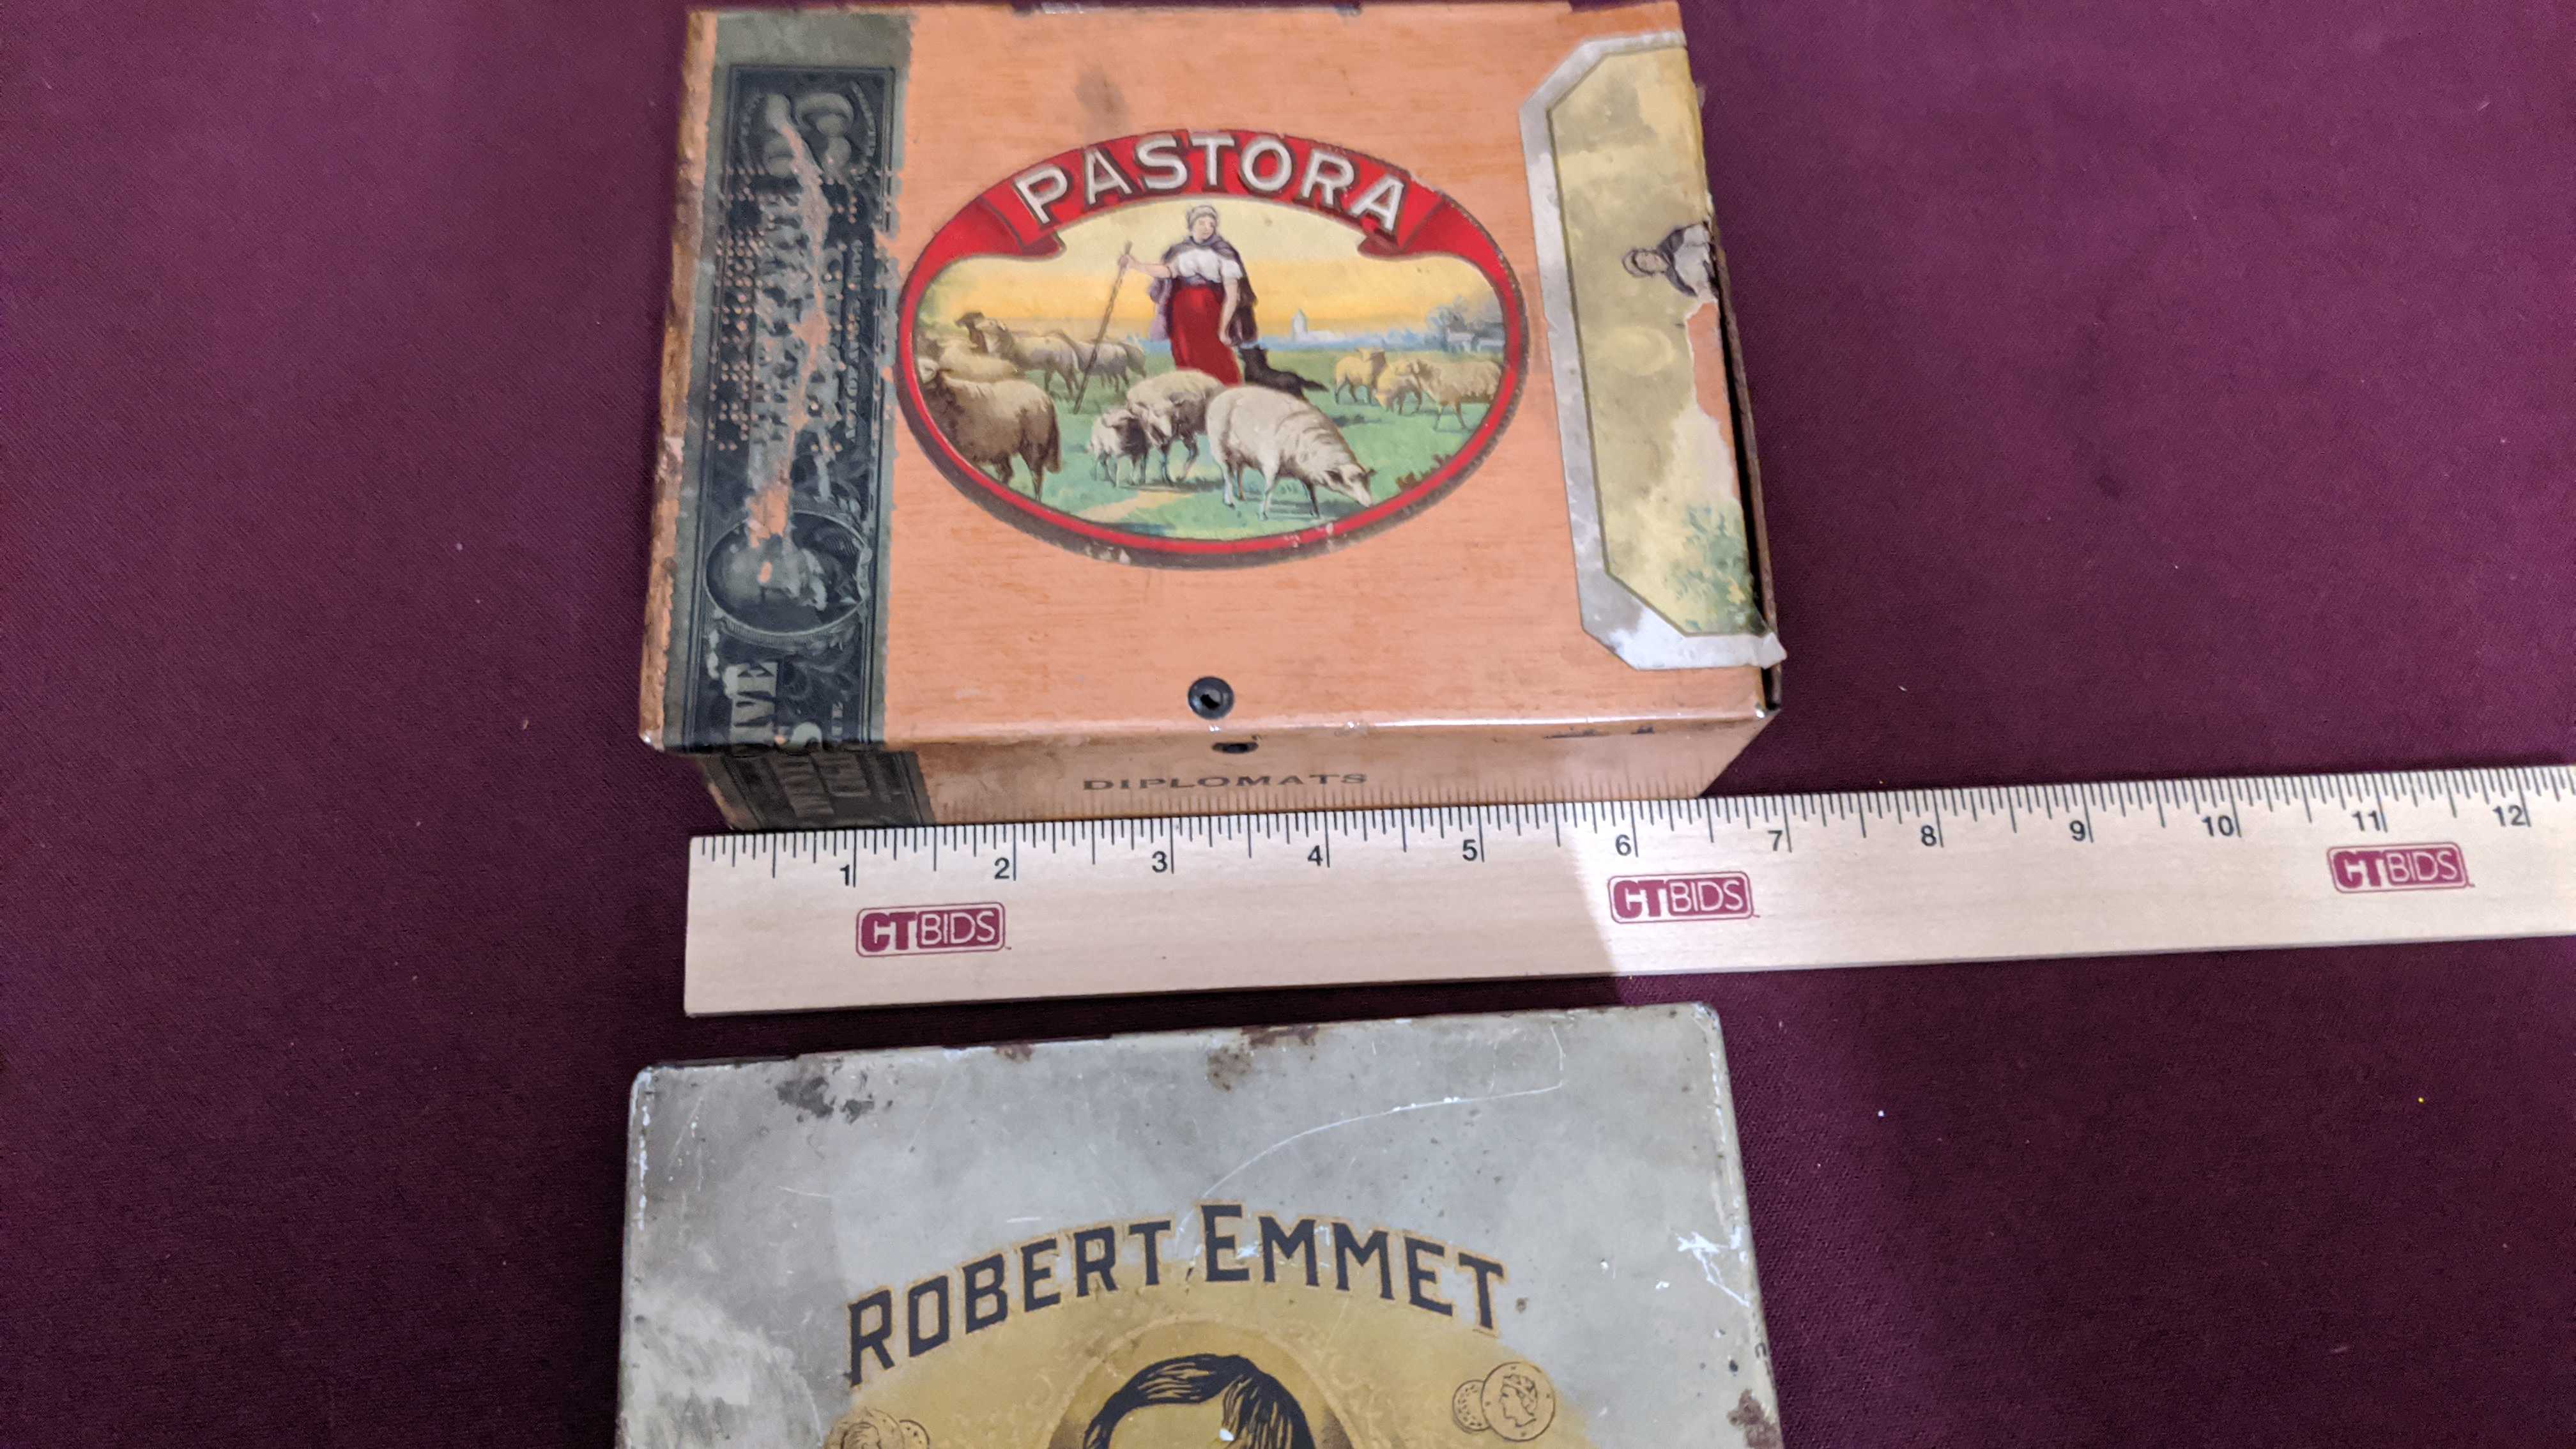 PASTORA
IVE
DIPLOMATS
1 2 3 4 5 6 7 8 9 10 11 12
CTBIDS CTBIDS CTBIDS
ROBERT EMMET